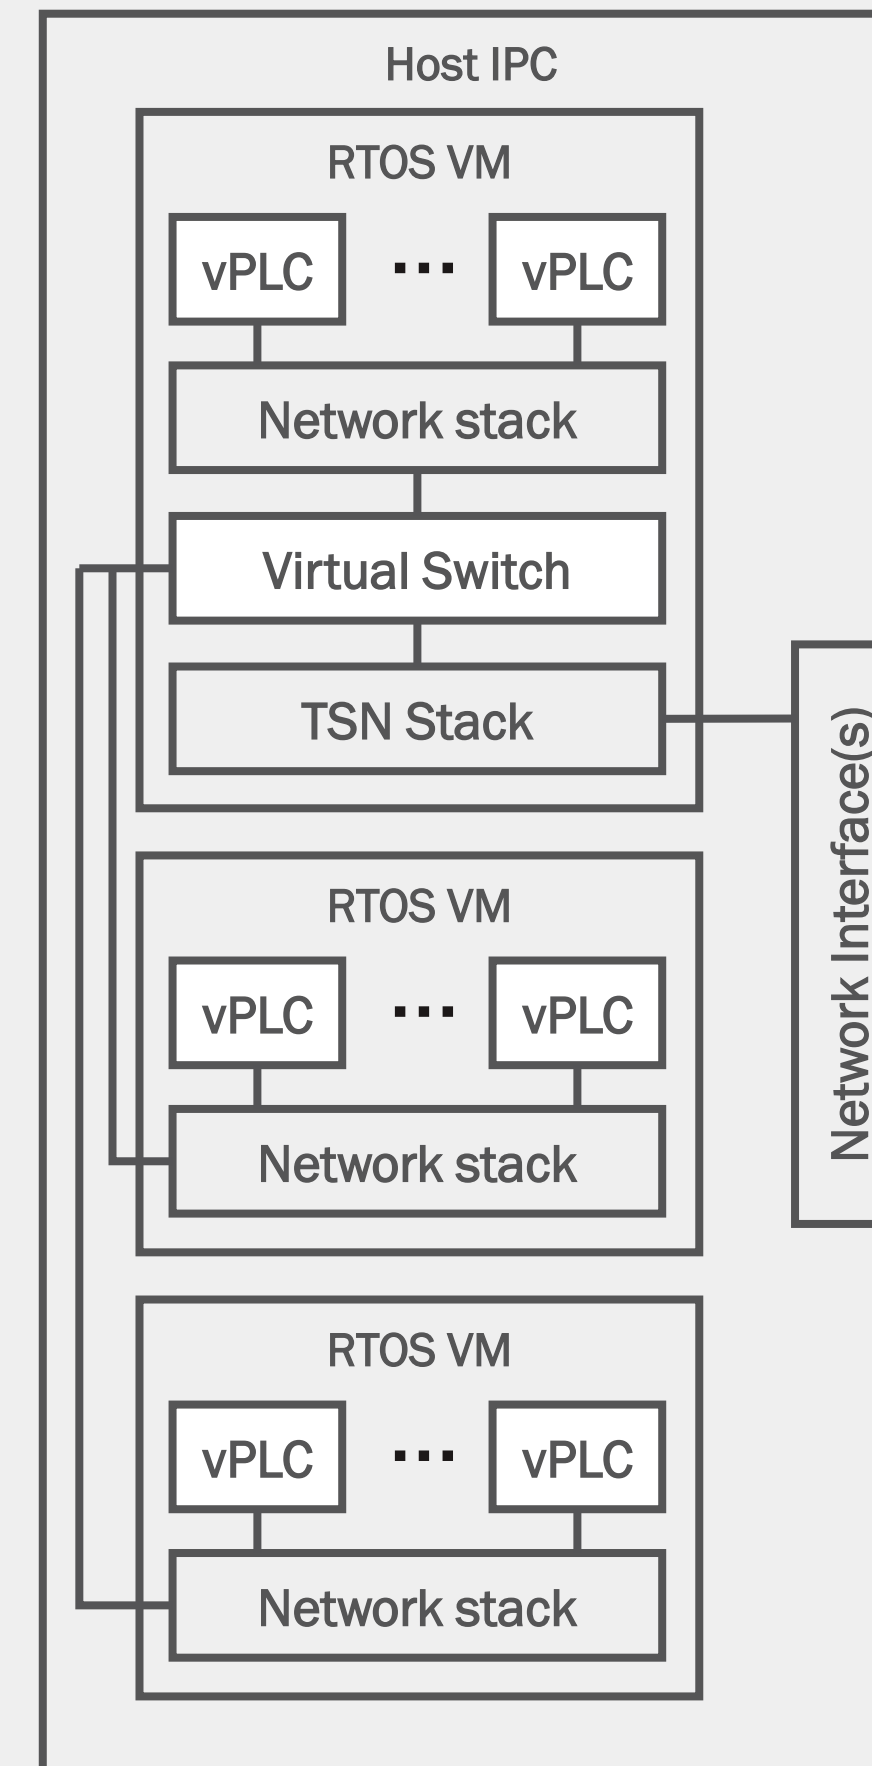 Host IPC
RTOS VM
vPLC ... vPLC
Network stack
Virtual Switch
TSN Stack
Network Interface(s)
RTOS VM
vPLC ... vPLC
Network stack
RTOS VM
vPLC ... vPLC
Network stack